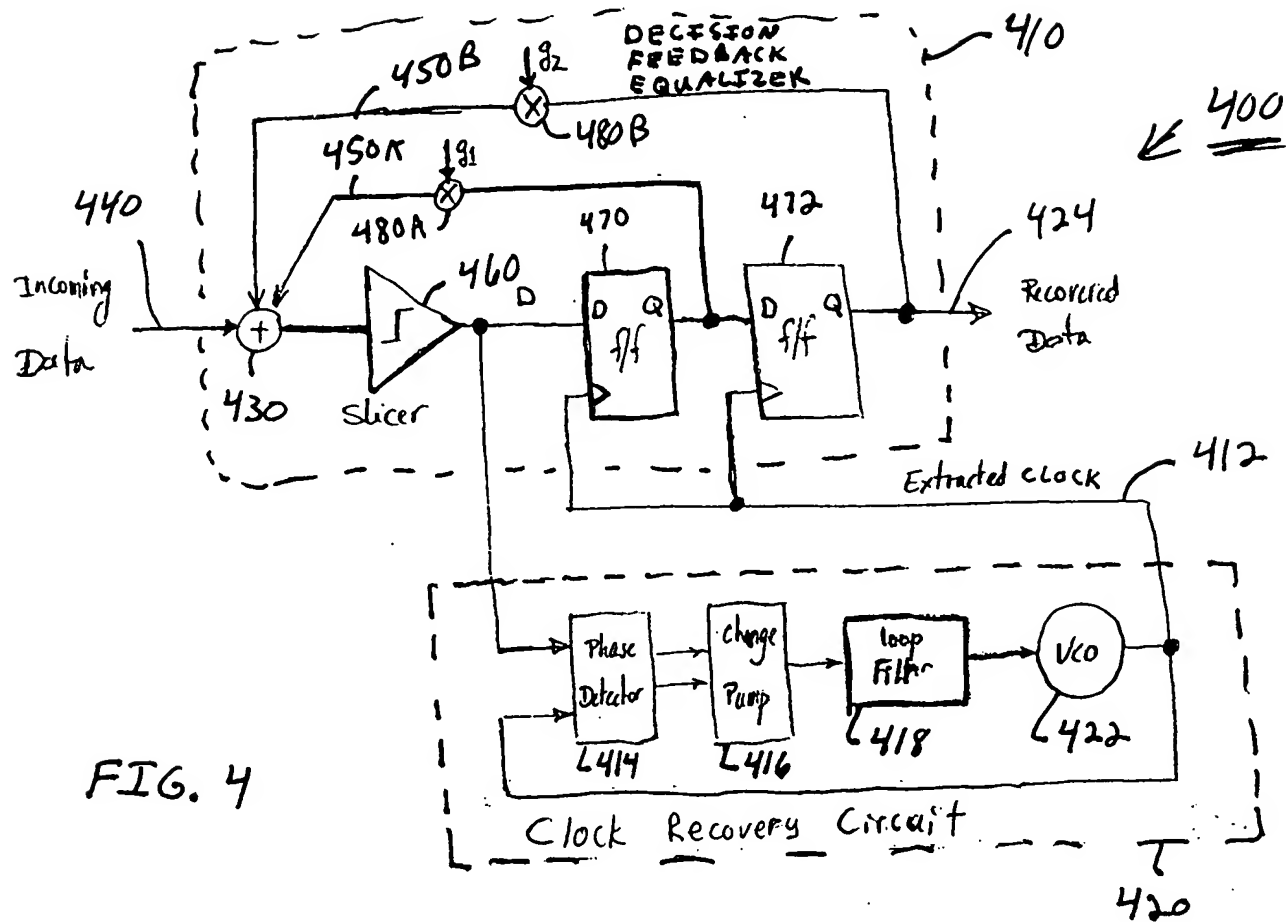 DECISION
FEEDBACK
EQUALIZER
410
400
450B
g2
480B
450A
g1
480A
440
470
472
424
460
Incoming
Data
D
D Q
f/f
D Q
f/f
Recovered
Data
+
430
Slicer
412
Extracted CLOCK
Phase
Detector
Charge
Pump
loop
Filter
VCO
414
416
418
422
FIG. 4
Clock Recovery Circuit
420